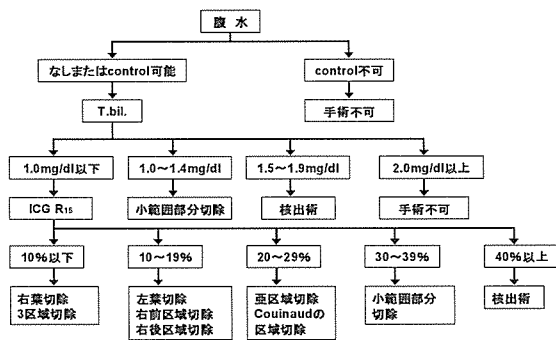 腹 水
なしまたはcontrol可能
control不可
T.bil.
手術不可
1.0mg/dl以下
1.0～1.4mg/dl
1.5～1.9mg/dl
2.0mg/dl以上
ICG R15
小範囲部分切除
核出術
手術不可
10%以下
10～19%
20～29%
30～39%
40%以上
右葉切除
3区域切除
左葉切除
右前区域切除
右後区域切除
亜区域切除
Couinaudの
区域切除
小範囲部分
切除
核出術